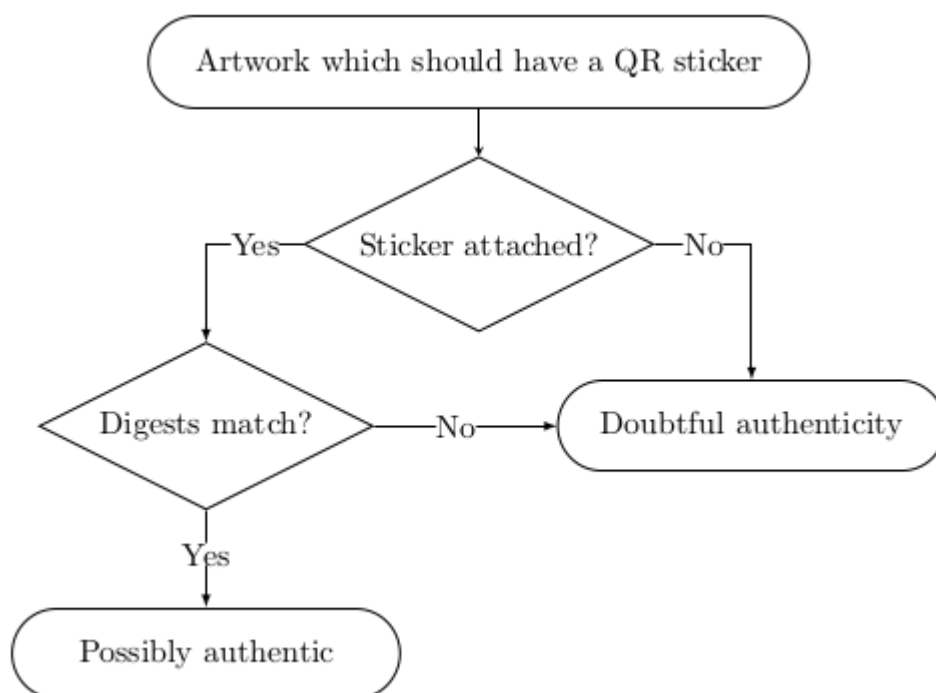 Artwork which should have a QR sticker
Sticker attached?
Yes
No
Digests match?
No
Doubtful authenticity
Yes
Possibly authentic